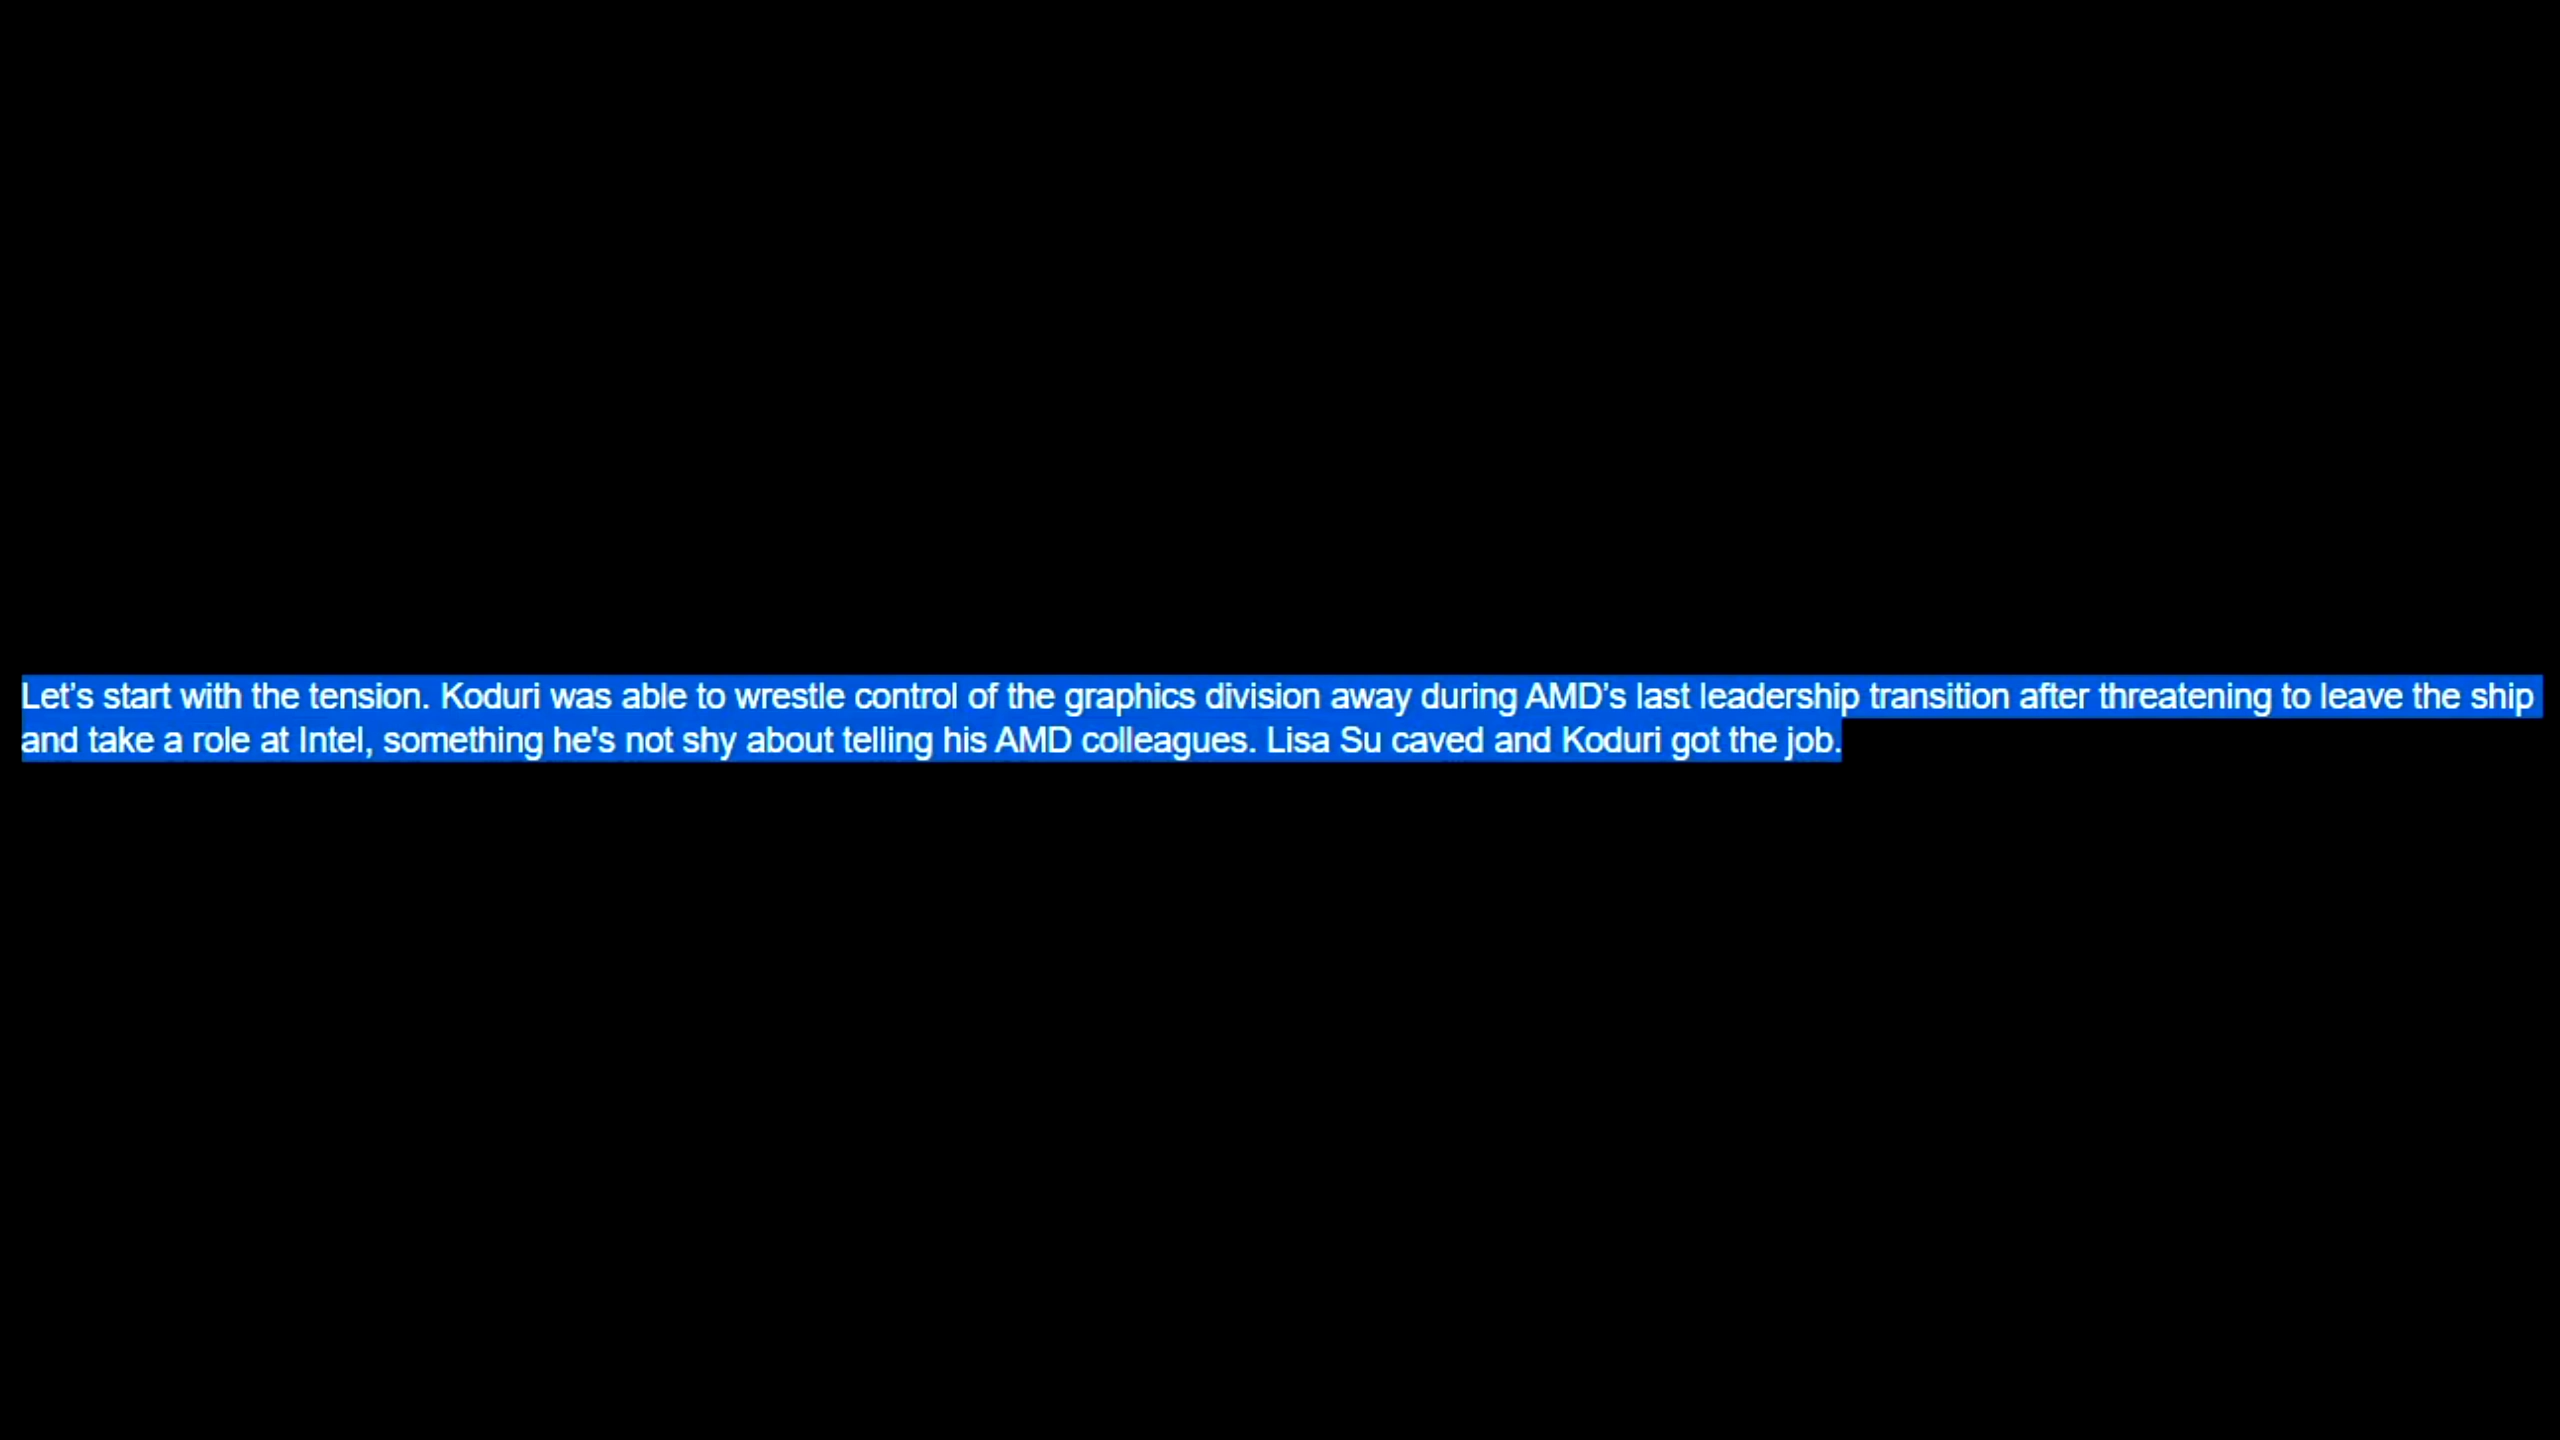 Let’s start with the tension. Koduri was able to wrestle control of the graphics division away during AMD’s last leadership transition after threatening to leave the ship
and take a role at Intel, something he's not shy about telling his AMD colleagues. Lisa Su caved and Koduri got the job.